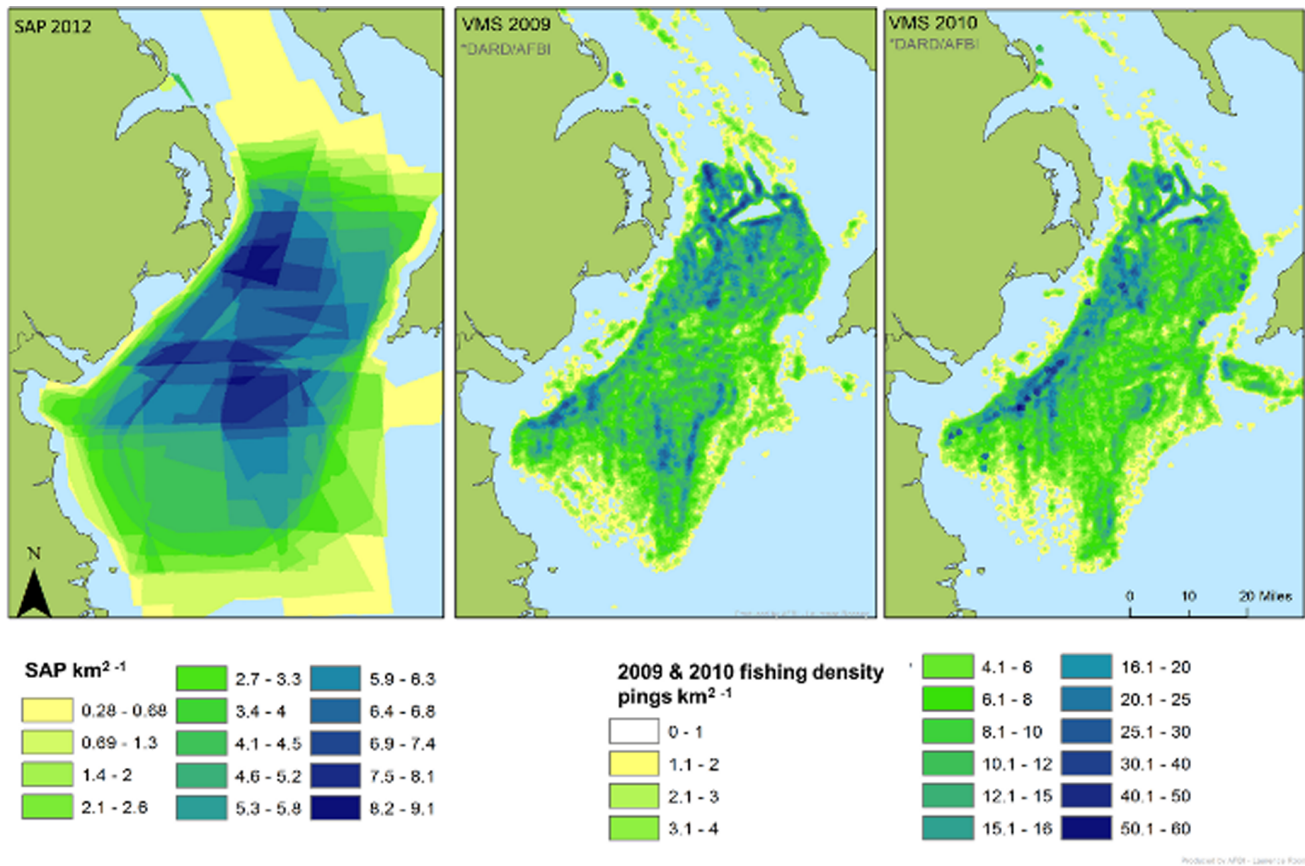 SAP 2012
VMS 2009
*DARD/AFBI
VMS 2010
*DARD/AFBI
N
0 10 20 Miles
SAP km² ⁻¹
0.28 - 0.68
0.69 - 1.3
1.4 - 2
2.1 - 2.6
2.7 - 3.3
3.4 - 4
4.1 - 4.5
4.6 - 5.2
5.3 - 5.8
5.9 - 6.3
6.4 - 6.8
6.9 - 7.4
7.5 - 8.1
8.2 - 9.1
2009 & 2010 fishing density
pings km² ⁻¹
0 - 1
1.1 - 2
2.1 - 3
3.1 - 4
4.1 - 6
6.1 - 8
8.1 - 10
10.1 - 12
12.1 - 15
15.1 - 16
16.1 - 20
20.1 - 25
25.1 - 30
30.1 - 40
40.1 - 50
50.1 - 60
Produced by AFBI - Laurence